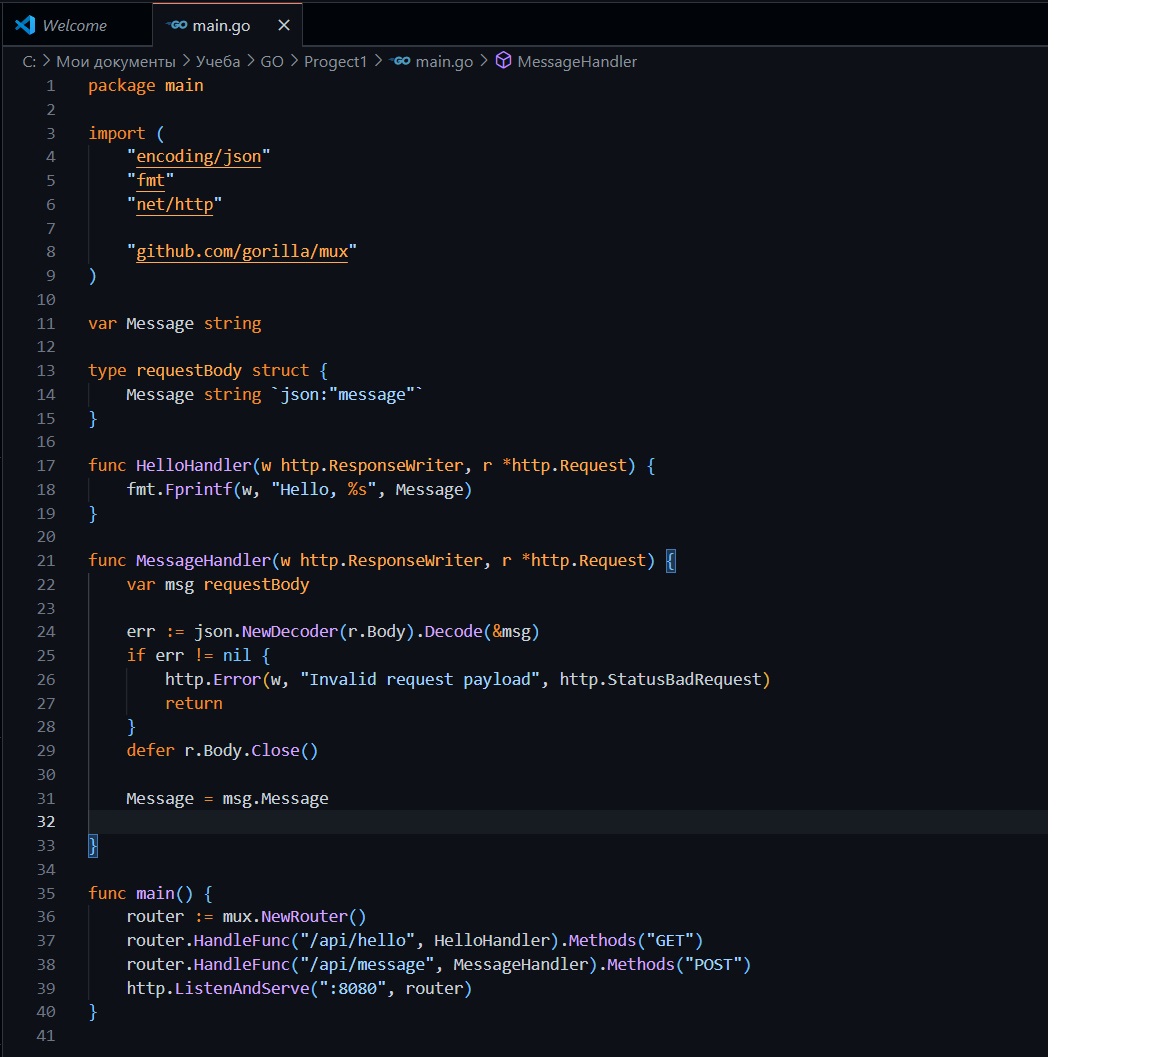 Welcome
main.go
C: > Мои документы > Учеба > GO > Progect1 > GO main.go > MessageHandler
1 package main
2
3 import (
4     "encoding/json"
5     "fmt"
6     "net/http"
7
8     "github.com/gorilla/mux"
9 )
10
11 var Message string
12
13 type requestBody struct {
14     Message string `json:"message"`
15 }
16
17 func HelloHandler(w http.ResponseWriter, r *http.Request) {
18     fmt.Fprintf(w, "Hello, %s", Message)
19 }
20
21 func MessageHandler(w http.ResponseWriter, r *http.Request) {
22     var msg requestBody
23
24     err := json.NewDecoder(r.Body).Decode(&msg)
25     if err != nil {
26         http.Error(w, "Invalid request payload", http.StatusBadRequest)
27         return
28     }
29     defer r.Body.Close()
30
31     Message = msg.Message
32
33 }
34
35 func main() {
36     router := mux.NewRouter()
37     router.HandleFunc("/api/hello", HelloHandler).Methods("GET")
38     router.HandleFunc("/api/message", MessageHandler).Methods("POST")
39     http.ListenAndServe(":8080", router)
40 }
41